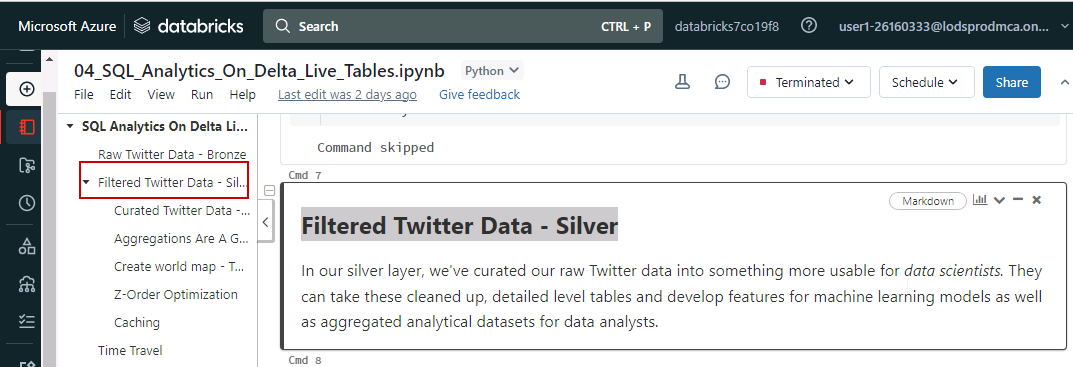 Microsoft Azure
databricks
Search
CTRL + P
databricks7co19f8
user1-26160333@lodsprodmca.on...
04_SQL_Analytics_On_Delta_Live_Tables.ipynb
Python
File Edit View Run Help Last edit was 2 days ago Give feedback
Terminated
Schedule
Share
SQL Analytics On Delta Li...
Raw Twitter Data - Bronze
Filtered Twitter Data - Sil...
Curated Twitter Data -...
Aggregations Are A G...
Create world map - T...
Z-Order Optimization
Caching
Time Travel
Command skipped
Cmd 7
Markdown
Filtered Twitter Data - Silver
In our silver layer, we've curated our raw Twitter data into something more usable for data scientists. They
can take these cleaned up, detailed level tables and develop features for machine learning models as well
as aggregated analytical datasets for data analysts.
Cmd 8